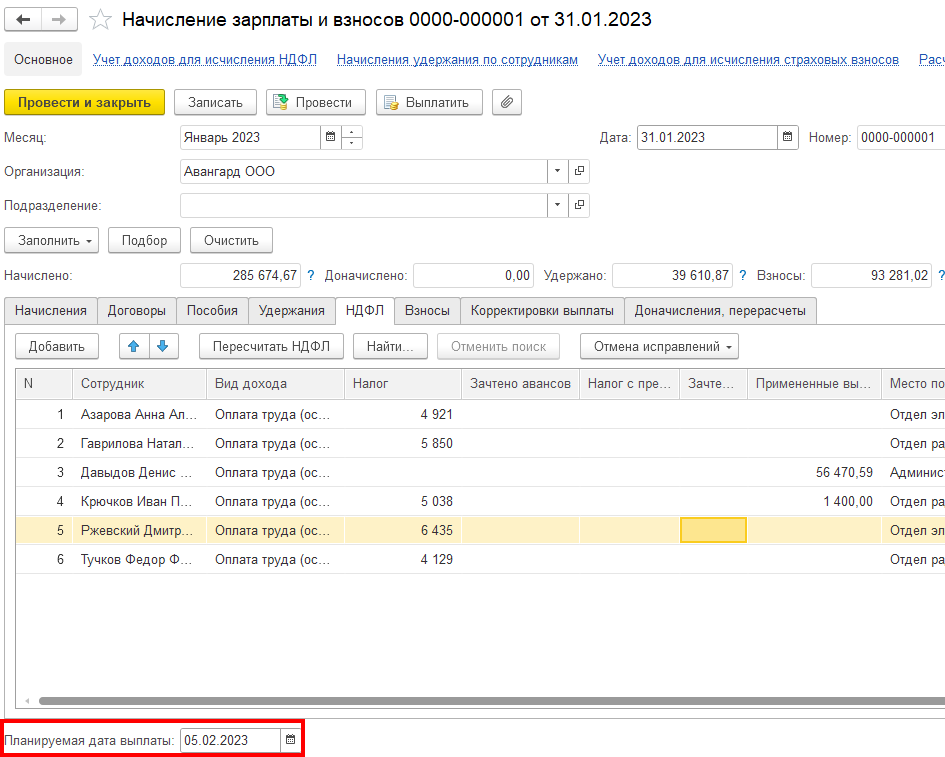 Начисление зарплаты и взносов 0000-000001 от 31.01.2023
Основное Учет доходов для исчисления НДФЛ Начисления удержания по сотрудникам Учет доходов для исчисления страховых взносов Расч
Провести и закрыть Записать Провести Выплатить
Месяц: Январь 2023 Дата: 31.01.2023 Номер: 0000-000001
Организация: Авангард ООО
Подразделение:
Заполнить Подбор Очистить
Начислено: 285 674,67 ? Доначислено: 0,00 Удержано: 39 610,87 ? Взносы: 93 281,02 ?
Начисления Договоры Пособия Удержания НДФЛ Взносы Корректировки выплаты Доначисления, перерасчеты
Добавить Пересчитать НДФЛ Найти... Отменить поиск Отмена исправлений
N Сотрудник Вид дохода Налог Зачтено авансов Налог с пре... Зачте... Примененные вы... Место по
1 Азарова Анна Ал... Оплата труда (ос... 4 921 Отдел эл
2 Гаврилова Натал... Оплата труда (ос... 5 850 Отдел ра
3 Давыдов Денис ... Оплата труда (ос... 56 470,59 Админис
4 Крючков Иван П... Оплата труда (ос... 5 038 1 400,00 Отдел ра
5 Ржевский Дмитр... Оплата труда (ос... 6 435 Отдел эл
6 Тучков Федор Ф... Оплата труда (ос... 4 129 Отдел ра
Планируемая дата выплаты: 05.02.2023